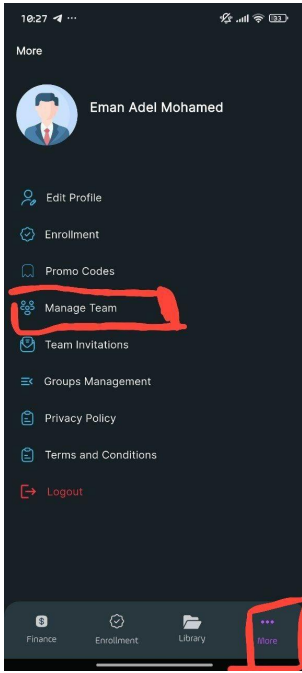 10:27
33
More
Eman Adel Mohamed
Edit Profile
Enrollment
Promo Codes
Manage Team
Team Invitations
Groups Management
Privacy Policy
Terms and Conditions
Logout
Finance
Enrollment
Library
More